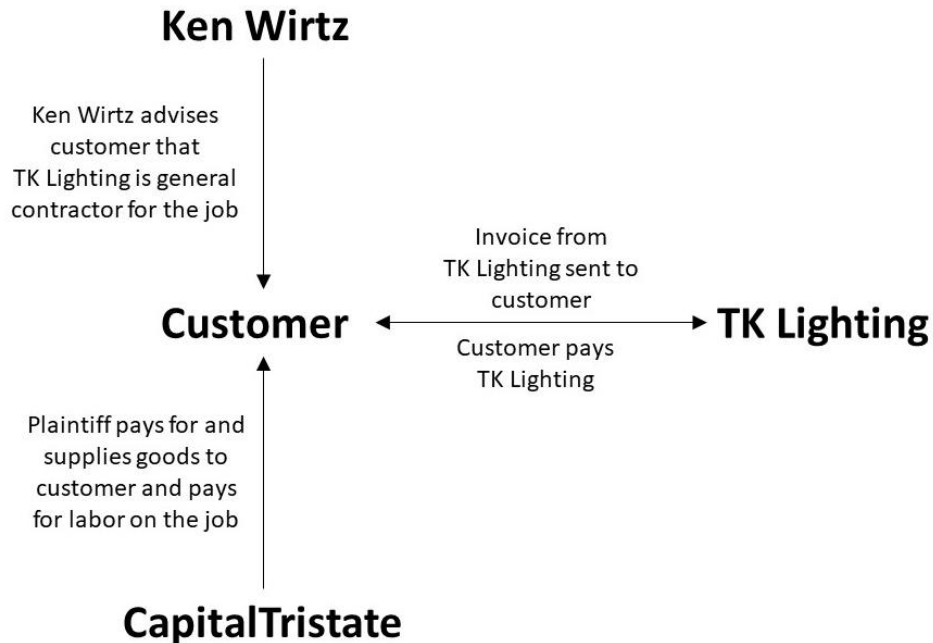 Ken Wirtz
Ken Wirtz advises
customer that
TK Lighting is general
contractor for the job
Invoice from
TK Lighting sent to
customer
Customer
TK Lighting
Customer pays
TK Lighting
Plaintiff pays for and
supplies goods to
customer and pays
for labor on the job
CapitalTristate